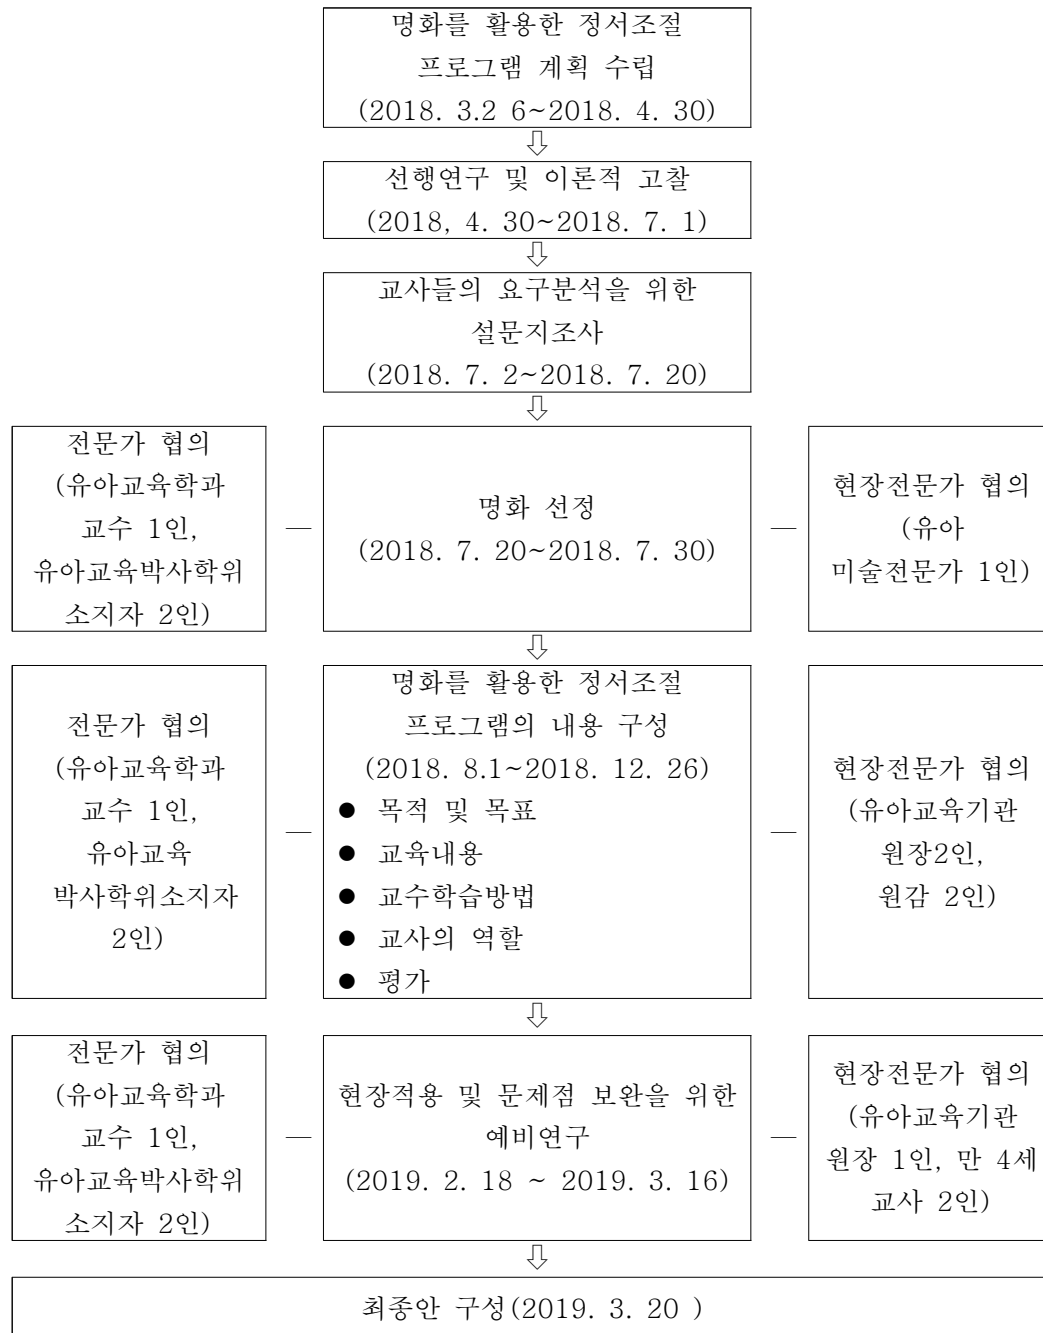 명화를 활용한 정서조절
프로그램 계획 수립
(2018. 3.2 6~2018. 4. 30)
선행연구 및 이론적 고찰
(2018, 4. 30~2018. 7. 1)
교사들의 요구분석을 위한
설문지조사
(2018. 7. 2~2018. 7. 20)
전문가 협의
(유아교육학과
교수 1인,
유아교육박사학위
소지자 2인)
명화 선정
(2018. 7. 20~2018. 7. 30)
현장전문가 협의
(유아
미술전문가 1인)
전문가 협의
(유아교육학과
교수 1인,
유아교육
박사학위소지자
2인)
명화를 활용한 정서조절
프로그램의 내용 구성
(2018. 8.1~2018. 12. 26)
● 목적 및 목표
● 교육내용
● 교수학습방법
● 교사의 역할
● 평가
현장전문가 협의
(유아교육기관
원장2인,
원감 2인)
전문가 협의
(유아교육학과
교수 1인,
유아교육박사학위
소지자 2인)
현장적용 및 문제점 보완을 위한
예비연구
(2019. 2. 18 ~ 2019. 3. 16)
현장전문가 협의
(유아교육기관
원장 1인, 만 4세
교사 2인)
최종안 구성(2019. 3. 20 )